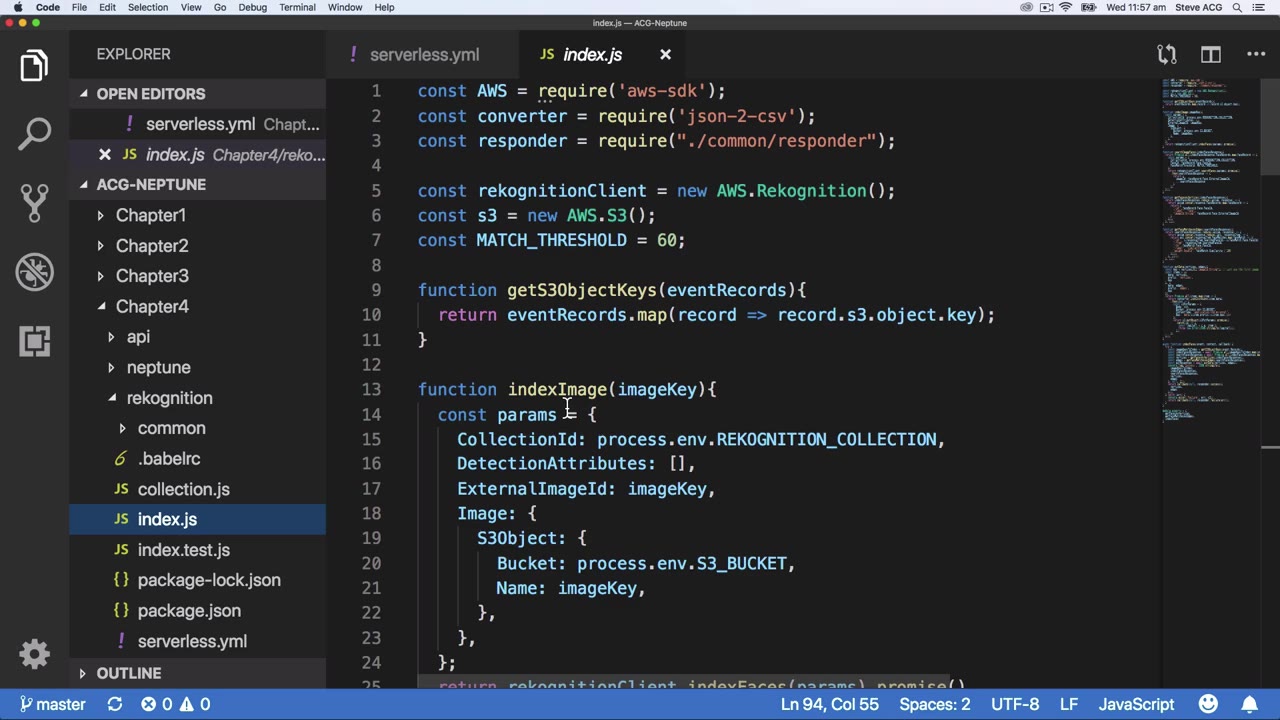 Code File Edit Selection View Go Debug Terminal Window Help Wed 11:57 am Steve ACG
index.js — ACG-Neptune
EXPLORER
OPEN EDITORS
! serverless.yml Chapt...
JS index.js Chapter4/reko...
ACG-NEPTUNE
Chapter1
Chapter2
Chapter3
Chapter4
api
neptune
rekognition
common
.babelrc
JS collection.js
JS index.js
JS index.test.js
{} package-lock.json
{} package.json
! serverless.yml
OUTLINE
! serverless.yml JS index.js
1 const AWS = require('aws-sdk');
2 const converter = require('json-2-csv');
3 const responder = require("./common/responder");
4
5 const rekognitionClient = new AWS.Rekognition();
6 const s3 = new AWS.S3();
7 const MATCH_THRESHOLD = 60;
8
9 function getS3ObjectKeys(eventRecords){
10 return eventRecords.map(record => record.s3.object.key);
11 }
12
13 function indexImage(imageKey){
14 const params = {
15 CollectionId: process.env.REKOGNITION_COLLECTION,
16 DetectionAttributes: [],
17 ExternalImageId: imageKey,
18 Image: {
19 S3Object: {
20 Bucket: process.env.S3_BUCKET,
21 Name: imageKey,
22 },
23 },
24 };
25 return rekognitionClient.indexFaces(params).promise()
master 0 0 Ln 94, Col 55 Spaces: 2 UTF-8 LF JavaScript